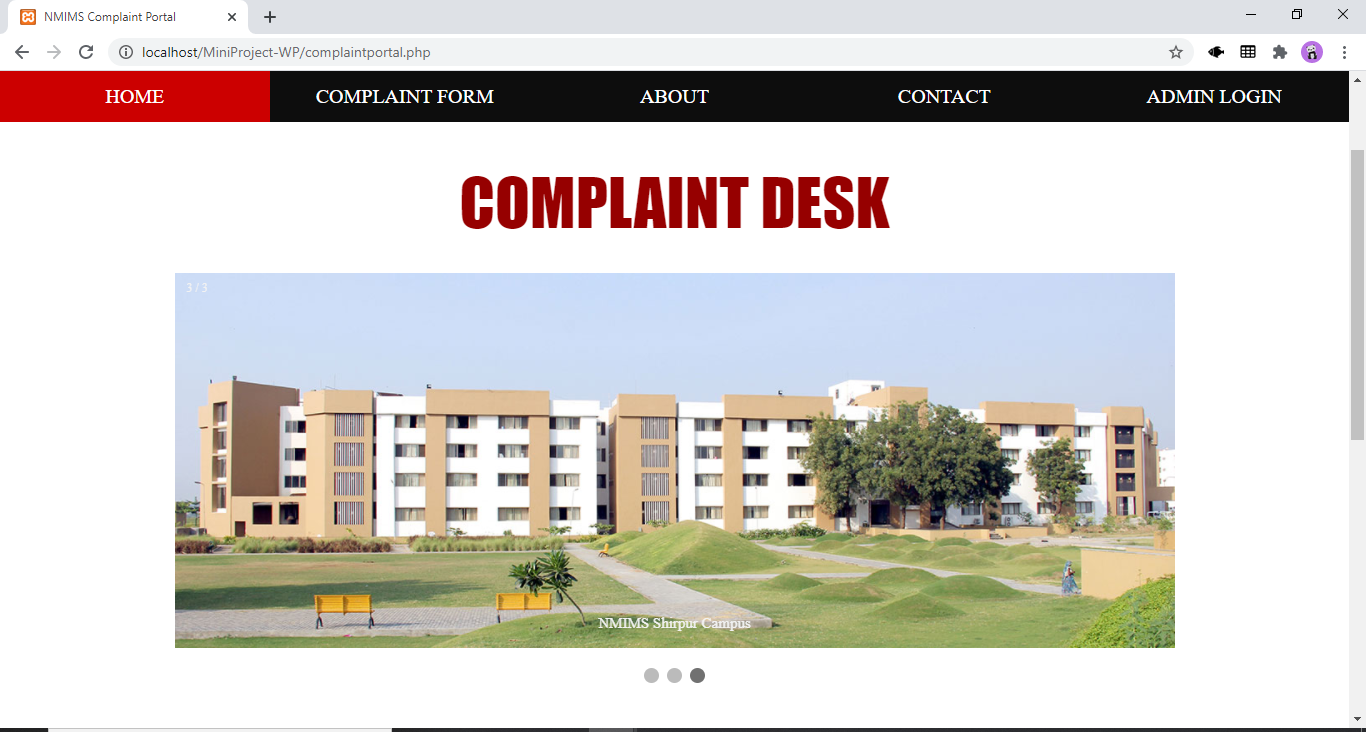 NMIMS Complaint Portal
localhost/MiniProject-WP/complaintportal.php
HOME COMPLAINT FORM ABOUT CONTACT ADMIN LOGIN
COMPLAINT DESK
3 / 3
NMIMS Shirpur Campus